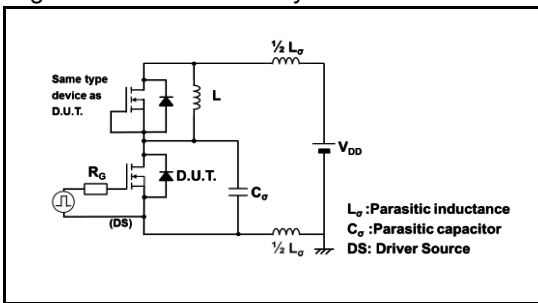 ½ Lσ
Same type
device as
D.U.T.
L
VDD
RG
D.U.T.
Cσ
(DS)
½ Lσ
Lσ :Parasitic inductance
Cσ :Parasitic capacitor
DS: Driver Source